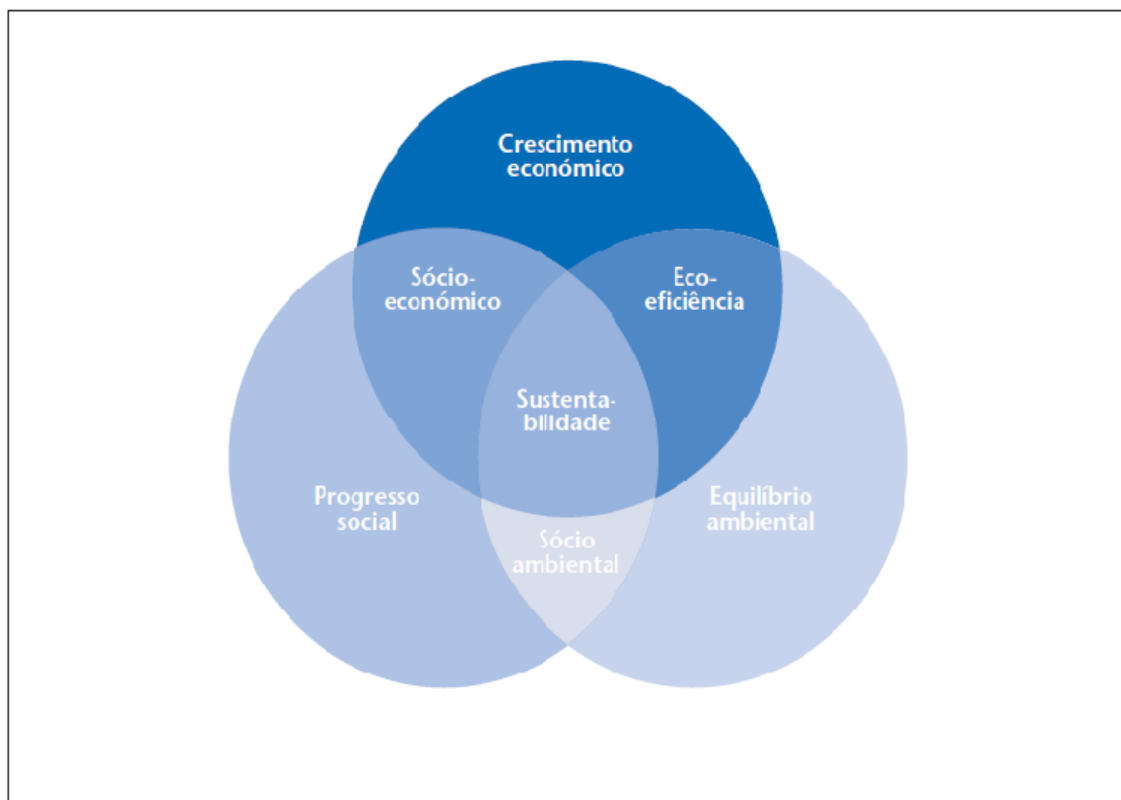 Crescimento
económico
Sócio-
económico
Eco-
eficiência
Sustenta-
bilidade
Progresso
social
Equilíbrio
ambiental
Sócio
ambiental